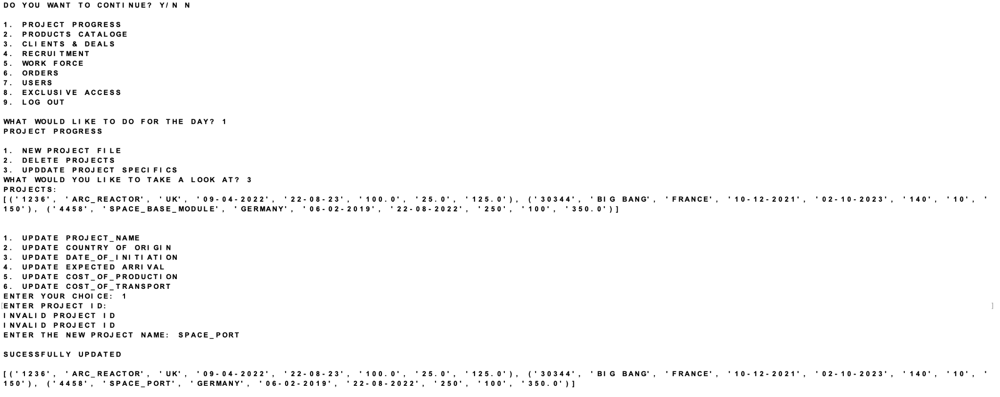 DO YOU WANT TO CONTINUE? Y/N N
1. PROJECT PROGRESS
2. PRODUCTS CATALOGE
3. CLIENTS & DEALS
4. RECRUITMENT
5. WORK FORCE
6. ORDERS
7. USERS
8. EXCLUSIVE ACCESS
9. LOG OUT
WHAT WOULD LIKE TO DO FOR THE DAY? 1
PROJECT PROGRESS
1. NEW PROJECT FILE
2. DELETE PROJECTS
3. UPDDATE PROJECT SPECIFICS
WHAT WOULD YOU LIKE TO TAKE A LOOK AT? 3
PROJECTS:
[('1236', 'ARC_REACTOR', 'UK', '09-04-2022', '22-08-23', '100.0', '25.0', '125.0'), ('30344', 'BIG BANG', 'FRANCE', '10-12-2021', '02-10-2023', '140', '10', '
150'), ('4458', 'SPACE_BASE_MODULE', 'GERMANY', '06-02-2019', '22-08-2022', '250', '100', '350.0')]
1. UPDATE PROJECT_NAME
2. UPDATE COUNTRY OF ORIGIN
3. UPDATE DATE_OF_INITIATION
4. UPDATE EXPECTED ARRIVAL
5. UPDATE COST_OF_PRODUCTION
6. UPDATE COST_OF_TRANSPORT
ENTER YOUR CHOICE: 1
[ENTER PROJECT ID: ]
INVALID PROJECT ID
INVALID PROJECT ID
ENTER THE NEW PROJECT NAME: SPACE_PORT
SUCESSFULLY UPDATED
[('1236', 'ARC_REACTOR', 'UK', '09-04-2022', '22-08-23', '100.0', '25.0', '125.0'), ('30344', 'BIG BANG', 'FRANCE', '10-12-2021', '02-10-2023', '140', '10', '
150'), ('4458', 'SPACE_PORT', 'GERMANY', '06-02-2019', '22-08-2022', '250', '100', '350.0')]